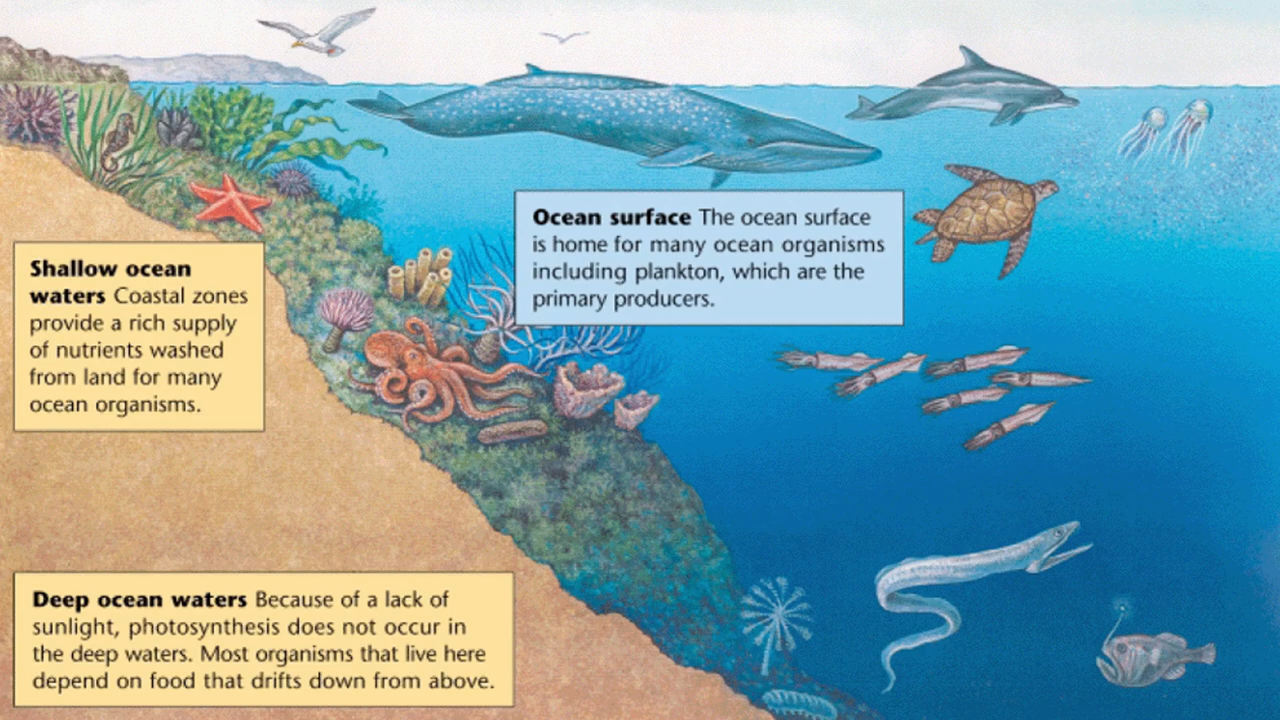 Ocean surface The ocean surface
is home for many ocean organisms
including plankton, which are the
primary producers.
Shallow ocean
waters Coastal zones
provide a rich supply
of nutrients washed
from land for many
ocean organisms.
Deep ocean waters Because of a lack of
sunlight, photosynthesis does not occur in
the deep waters. Most organisms that live here
depend on food that drifts down from above.